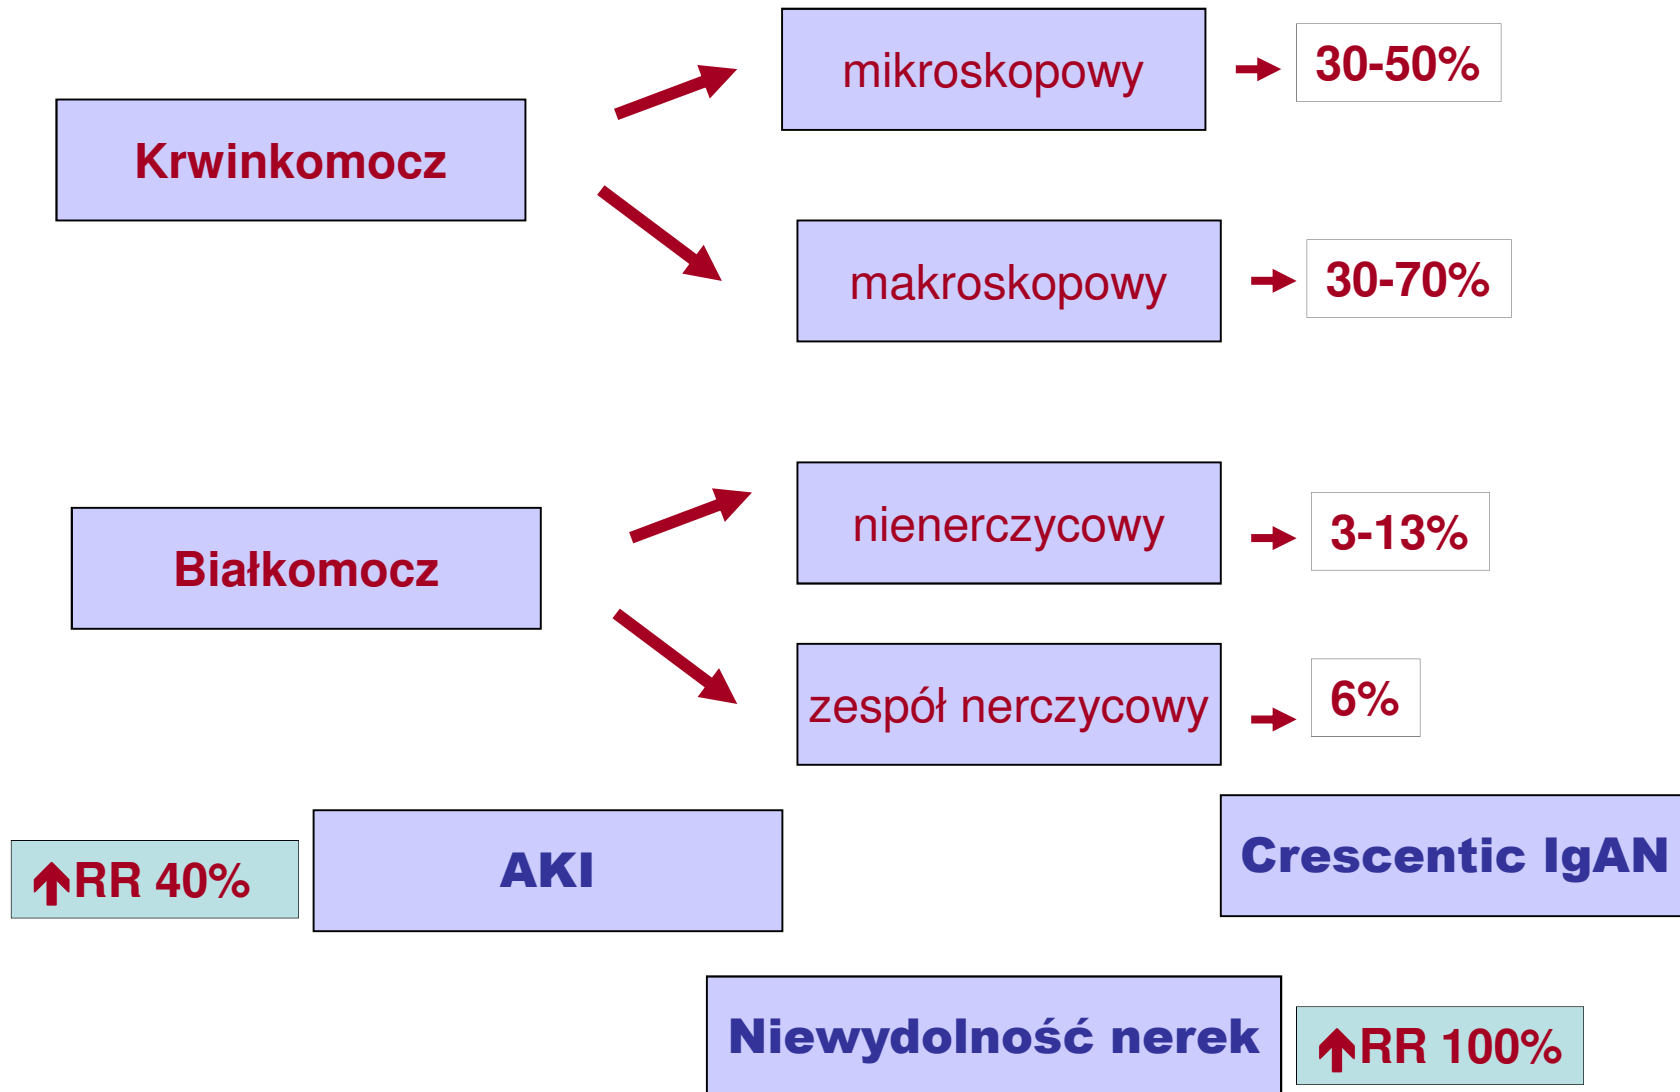 mikroskopowy
30-50%
Krwinkomocz
makroskopowy
30-70%
nienerczycowy
3-13%
Białkomocz
zespół nerczycowy
6%
Crescentic IgAN
AKI
↑RR 40%
Niewydolność nerek
↑RR 100%